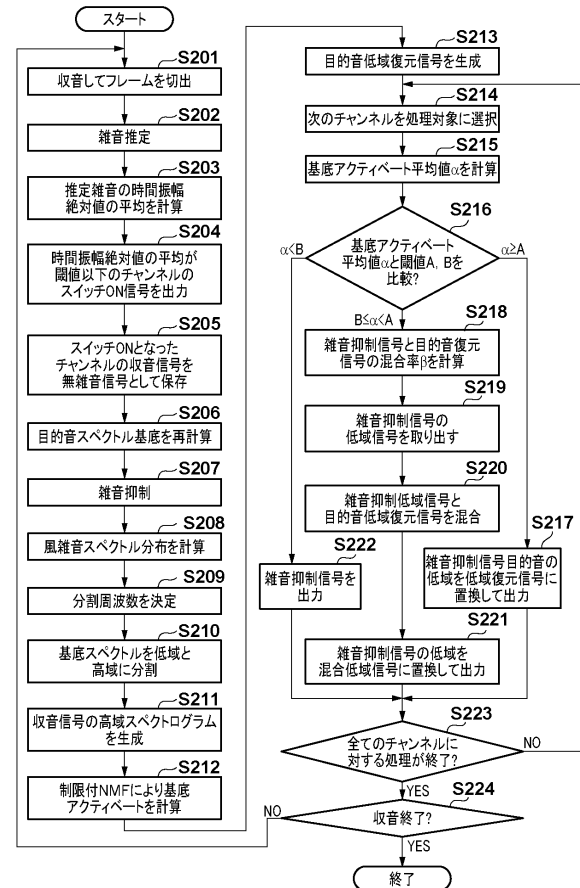 スタート
S201
収音してフレームを切出
S202
雑音推定
S203
推定雑音の時間振幅
絶対値の平均を計算
S204
時間振幅絶対値の平均が
閾値以下のチャンネルの
スイッチON信号を出力
S205
スイッチONとなった
チャンネルの収音信号を
無雑音信号として保存
S206
目的音スペクトル基底を再計算
S207
雑音抑制
S208
風雑音スペクトル分布を計算
S209
分割周波数を決定
S210
基底スペクトルを低域と
高域に分割
S211
収音信号の高域スペクトログラム
を生成
S212
制限付NMFにより基底
アクティベートを計算
S213
目的音低域復元信号を生成
S214
次のチャンネルを処理対象に選択
S215
基底アクティベート平均値αを計算
S216
基底アクティベート
平均値αと閾値A, Bを
比較?
α<B
α≥A
B≤α<A
S218
雑音抑制信号と目的音復元
信号の混合率βを計算
S219
雑音抑制信号の
低域信号を取り出す
S220
雑音抑制低域信号と
目的音低域復元信号を混合
S217
雑音抑制信号目的音の
低域を低域復元信号に
置換して出力
S222
雑音抑制信号を
出力
S221
雑音抑制信号の低域を
混合低域信号に置換して出力
S223
全てのチャンネルに
対する処理が終了?
NO
YES
S224
収音終了?
NO
YES
終了